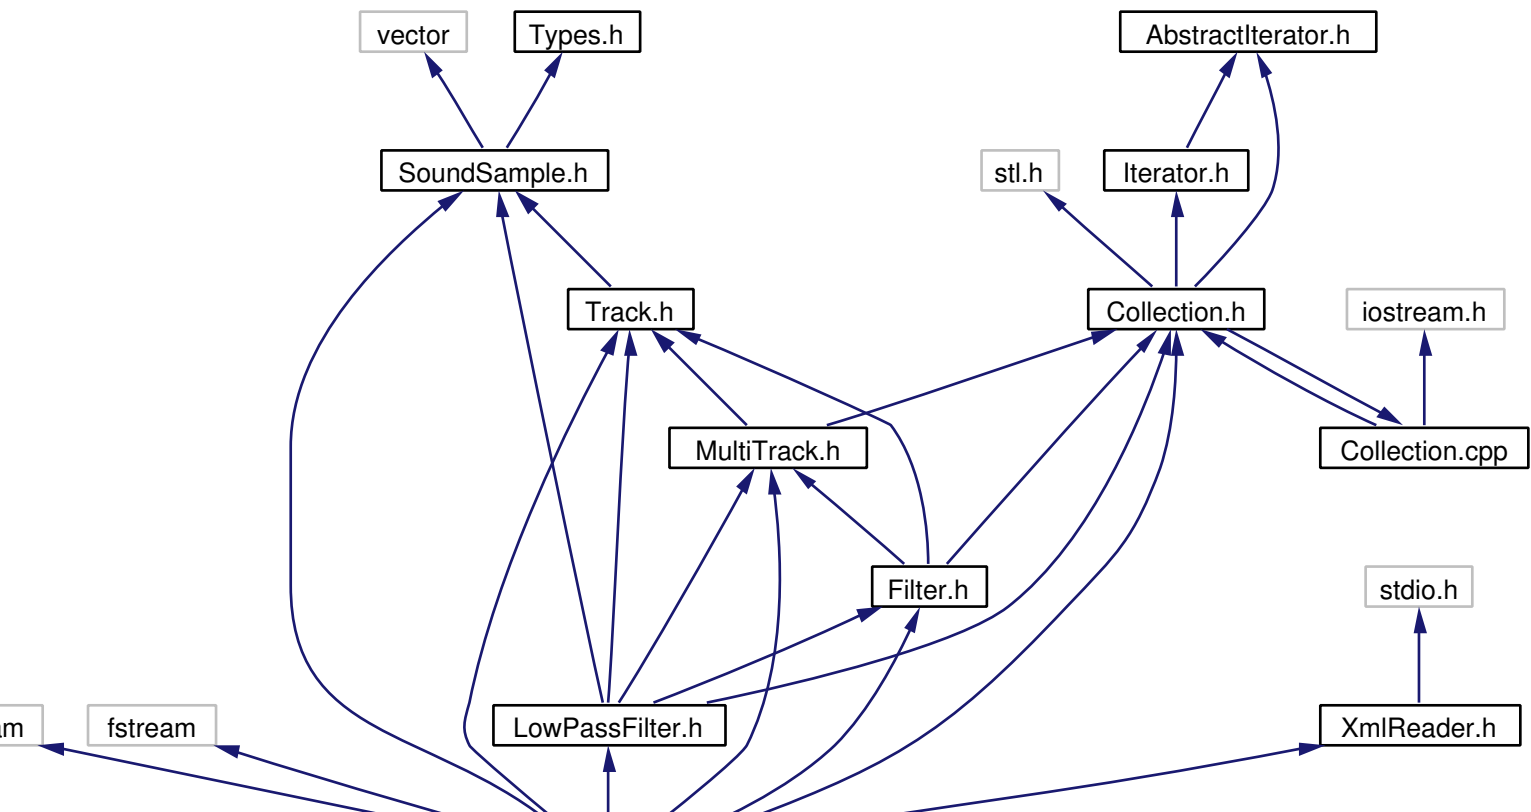 vector
Types.h
AbstractIterator.h
SoundSample.h
stl.h
Iterator.h
Track.h
Collection.h
iostream.h
MultiTrack.h
Collection.cpp
Filter.h
stdio.h
fstream
LowPassFilter.h
XmlReader.h